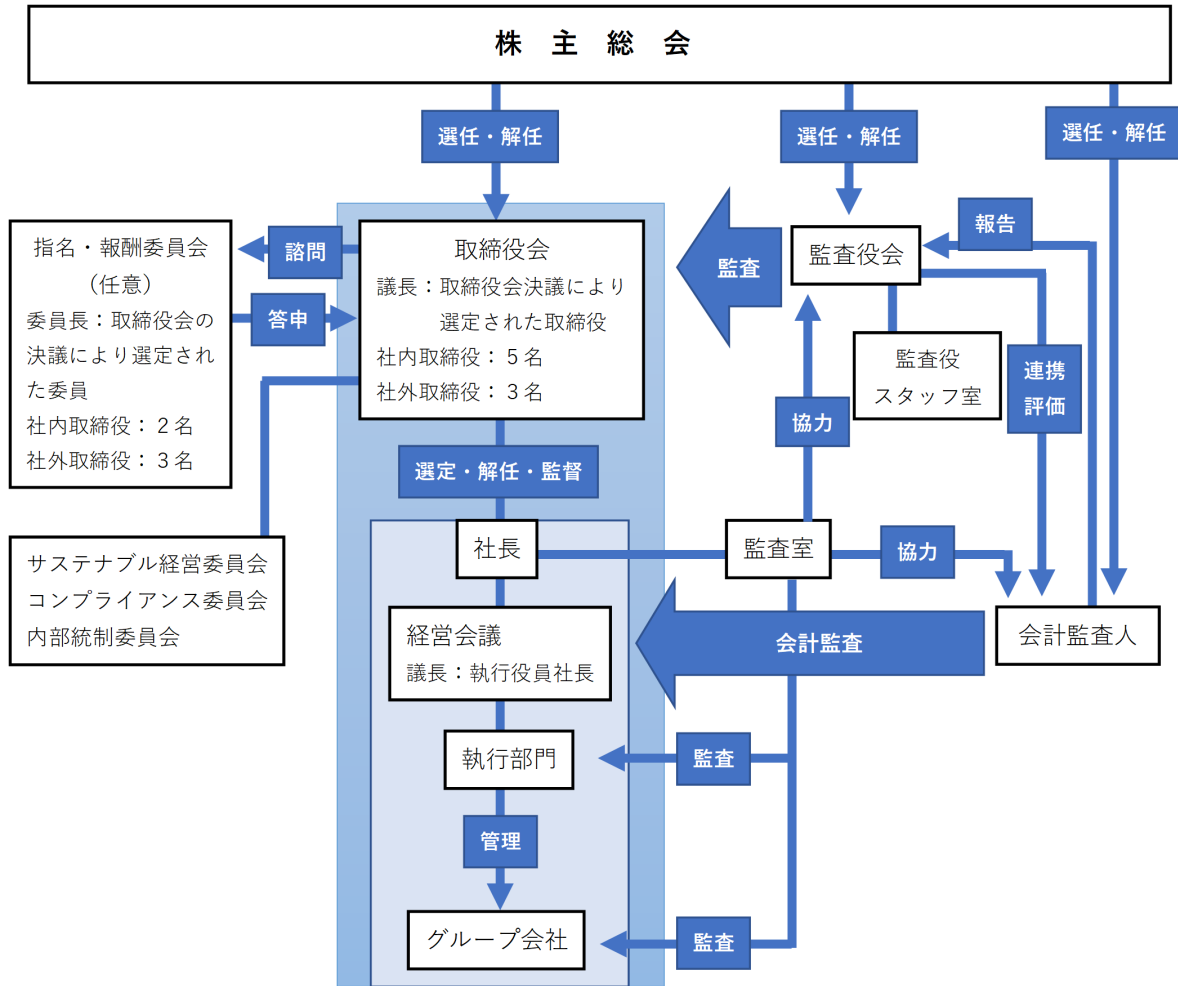 株 主 総 会
選任・解任
選任・解任
選任・解任
指名・報酬委員会
（任意）
委員長：取締役会の
決議により選定され
た委員
社内取締役：２名
社外取締役：３名
諮問
答申
取締役会
議長：取締役会決議により
選定された取締役
社内取締役：５名
社外取締役：３名
監査
監査役会
報告
監査役
スタッフ室
連携
評価
協力
選定・解任・監督
社長
監査室
協力
サステナブル経営委員会
コンプライアンス委員会
内部統制委員会
経営会議
議長：執行役員社長
会計監査
会計監査人
執行部門
監査
管理
グループ会社
監査